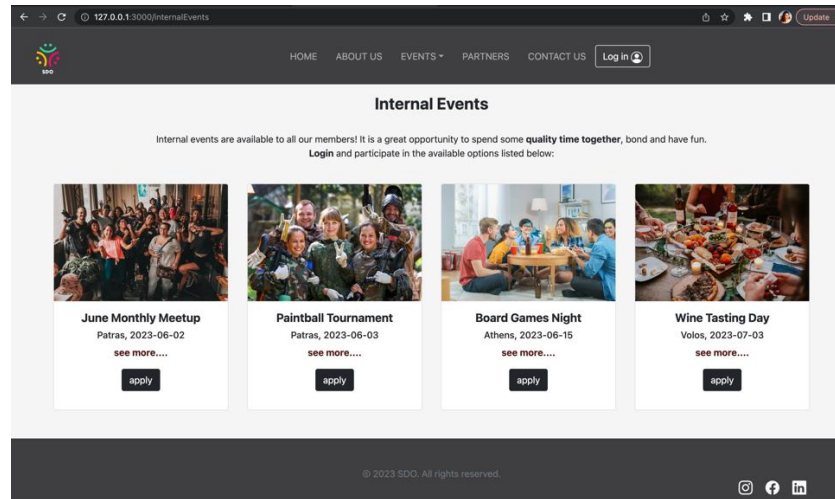 127.0.0.1:3000/internalEvents
Update
SDO
HOME ABOUT US EVENTS PARTNERS CONTACT US Log in
Internal Events
Internal events are available to all our members! It is a great opportunity to spend some quality time together, bond and have fun.
Login and participate in the available options listed below:
June Monthly Meetup
Patras, 2023-06-02
see more....
apply
Paintball Tournament
Patras, 2023-06-03
see more....
apply
Board Games Night
Athens, 2023-06-15
see more....
apply
Wine Tasting Day
Volos, 2023-07-03
see more....
apply
© 2023 SDO. All rights reserved.